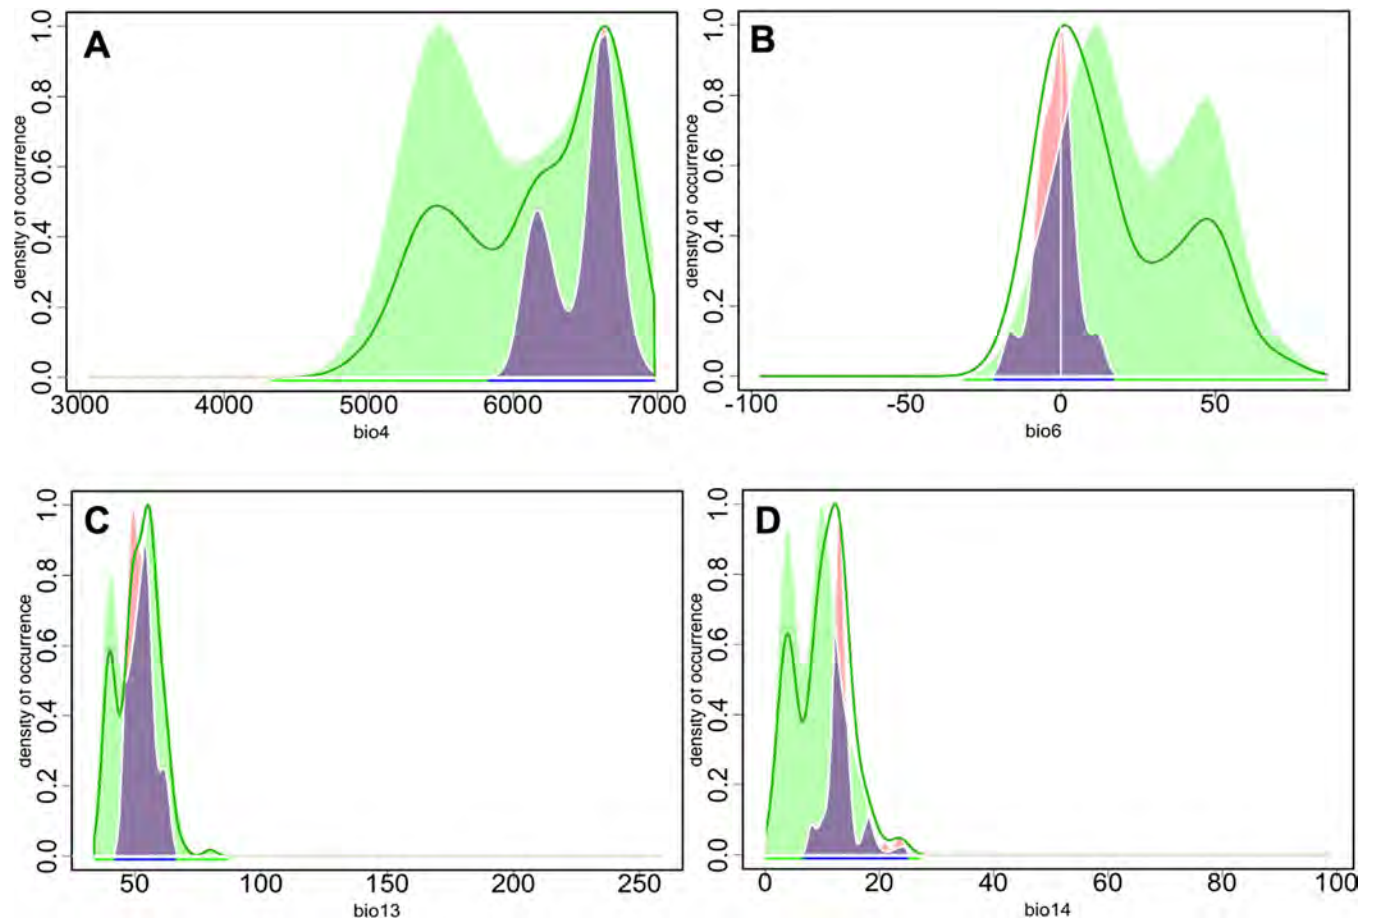 A
density of occurrence
0.0 0.2 0.4 0.6 0.8 1.0
3000 4000 5000 6000 7000
bio4
B
density of occurrence
0.0 0.2 0.4 0.6 0.8 1.0
-100 -50 0 50
bio6
C
density of occurrence
0.0 0.2 0.4 0.6 0.8 1.0
50 100 150 200 250
bio13
D
density of occurrence
0.0 0.2 0.4 0.6 0.8 1.0
0 20 40 60 80 100
bio14